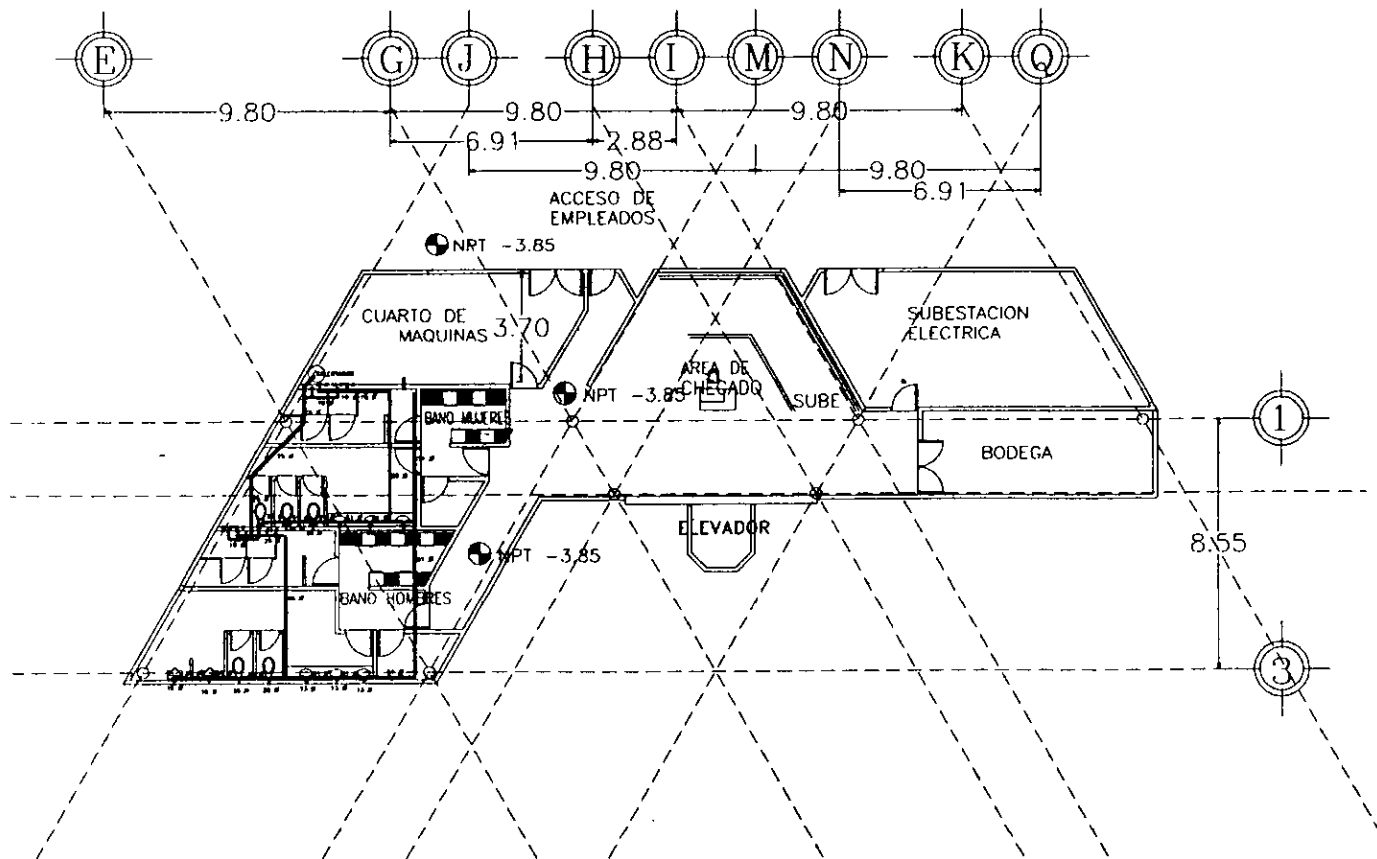 E G J H I M N K Q
9.80 9.80 9.80
6.91 2.88
9.80 9.80
6.91
ACCESO DE
EMPLEADOS
NPT -3.85
CUARTO DE
MAQUINAS 3.70
SUBESTACION
ELECTRICA
AREA DE
CHEGADO
SUBE
NPT -3.85
BANO MUJERES
1
BODEGA
ELEVADOR
8.55
NPT -3.85
BANO HOMBRES
3